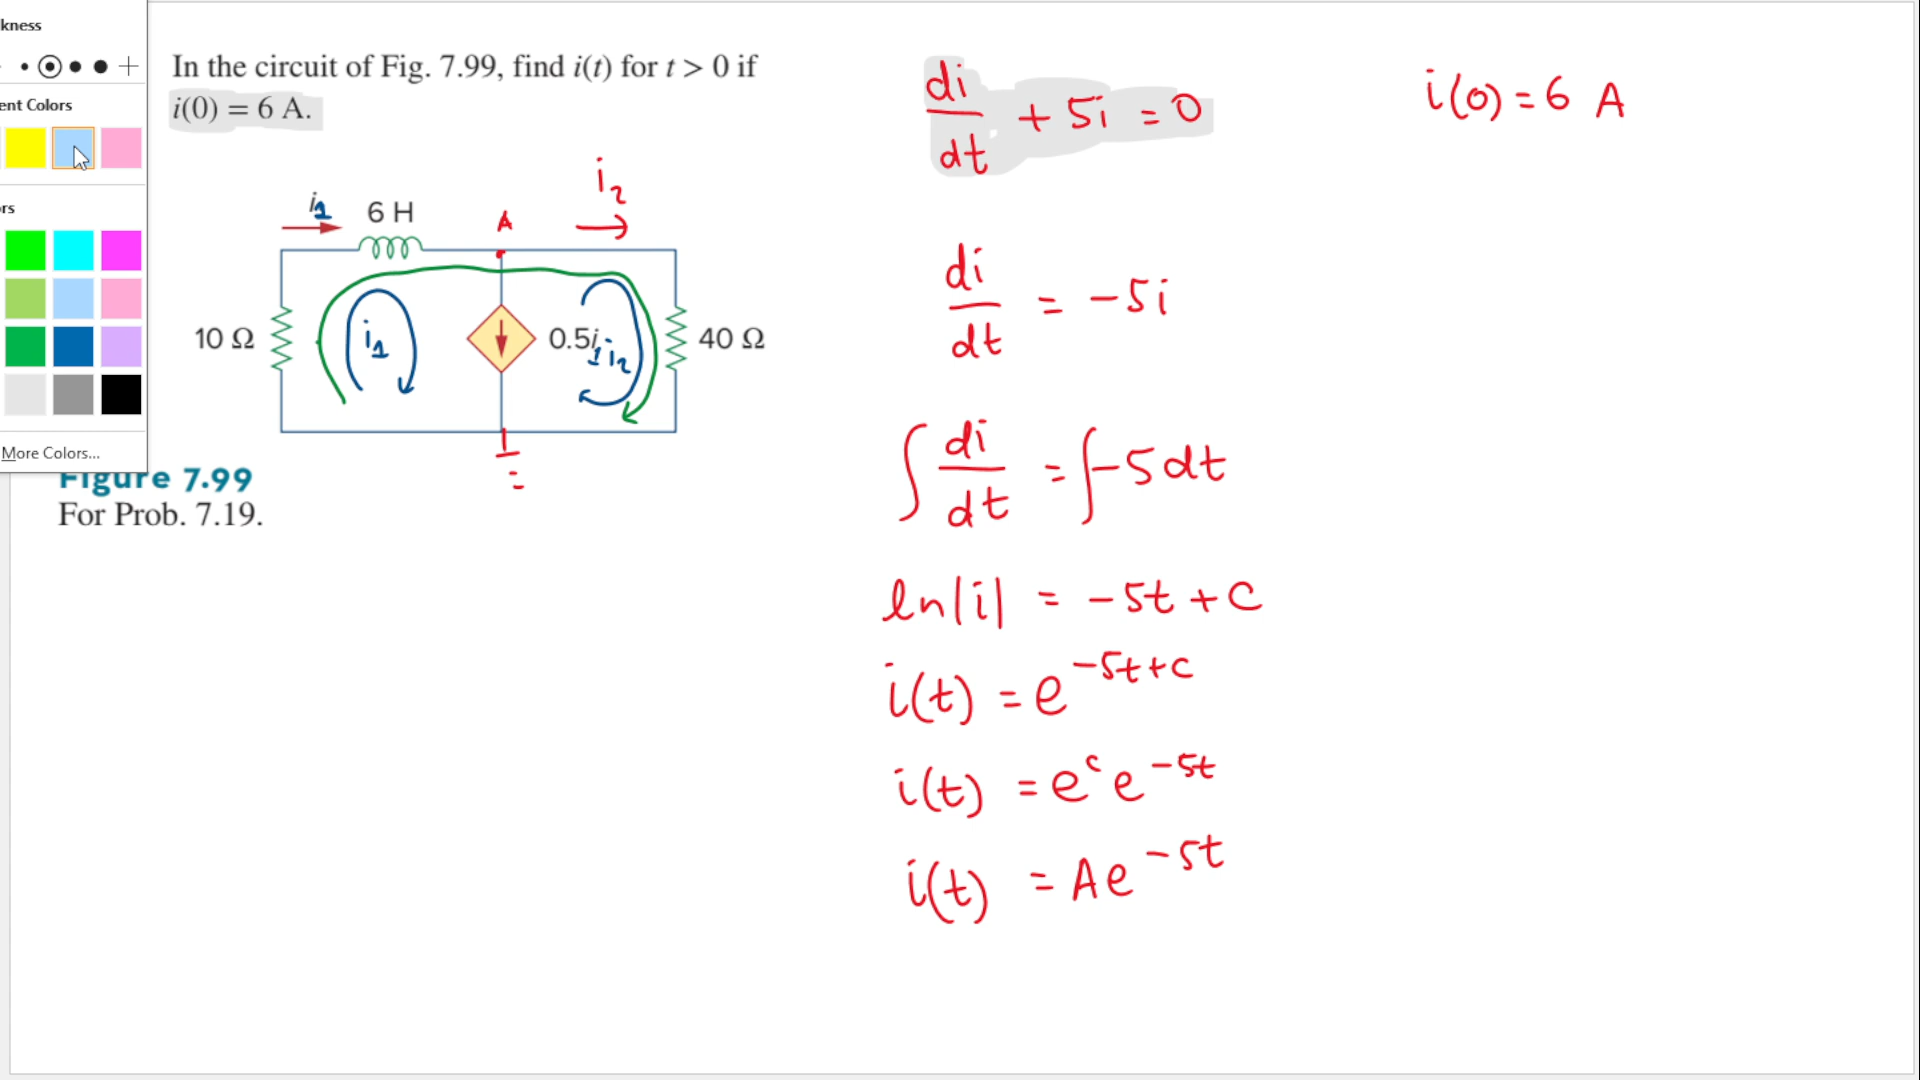 kness
ent Colors
rs
More Colors...
In the circuit of Fig. 7.99, find i(t) for t > 0 if
i(0) = 6 A.
i1
6 H
A
i2
10 Ω
i1
0.5i1
i2
40 Ω
Figure 7.99
For Prob. 7.19.
di/dt + 5i = 0
di/dt = -5i
∫ di/dt = ∫ -5dt
ln|i| = -5t + c
i(t) = e^-5t+c
i(t) = e^c e^-5t
i(t) = Ae^-5t
i(0) = 6 A